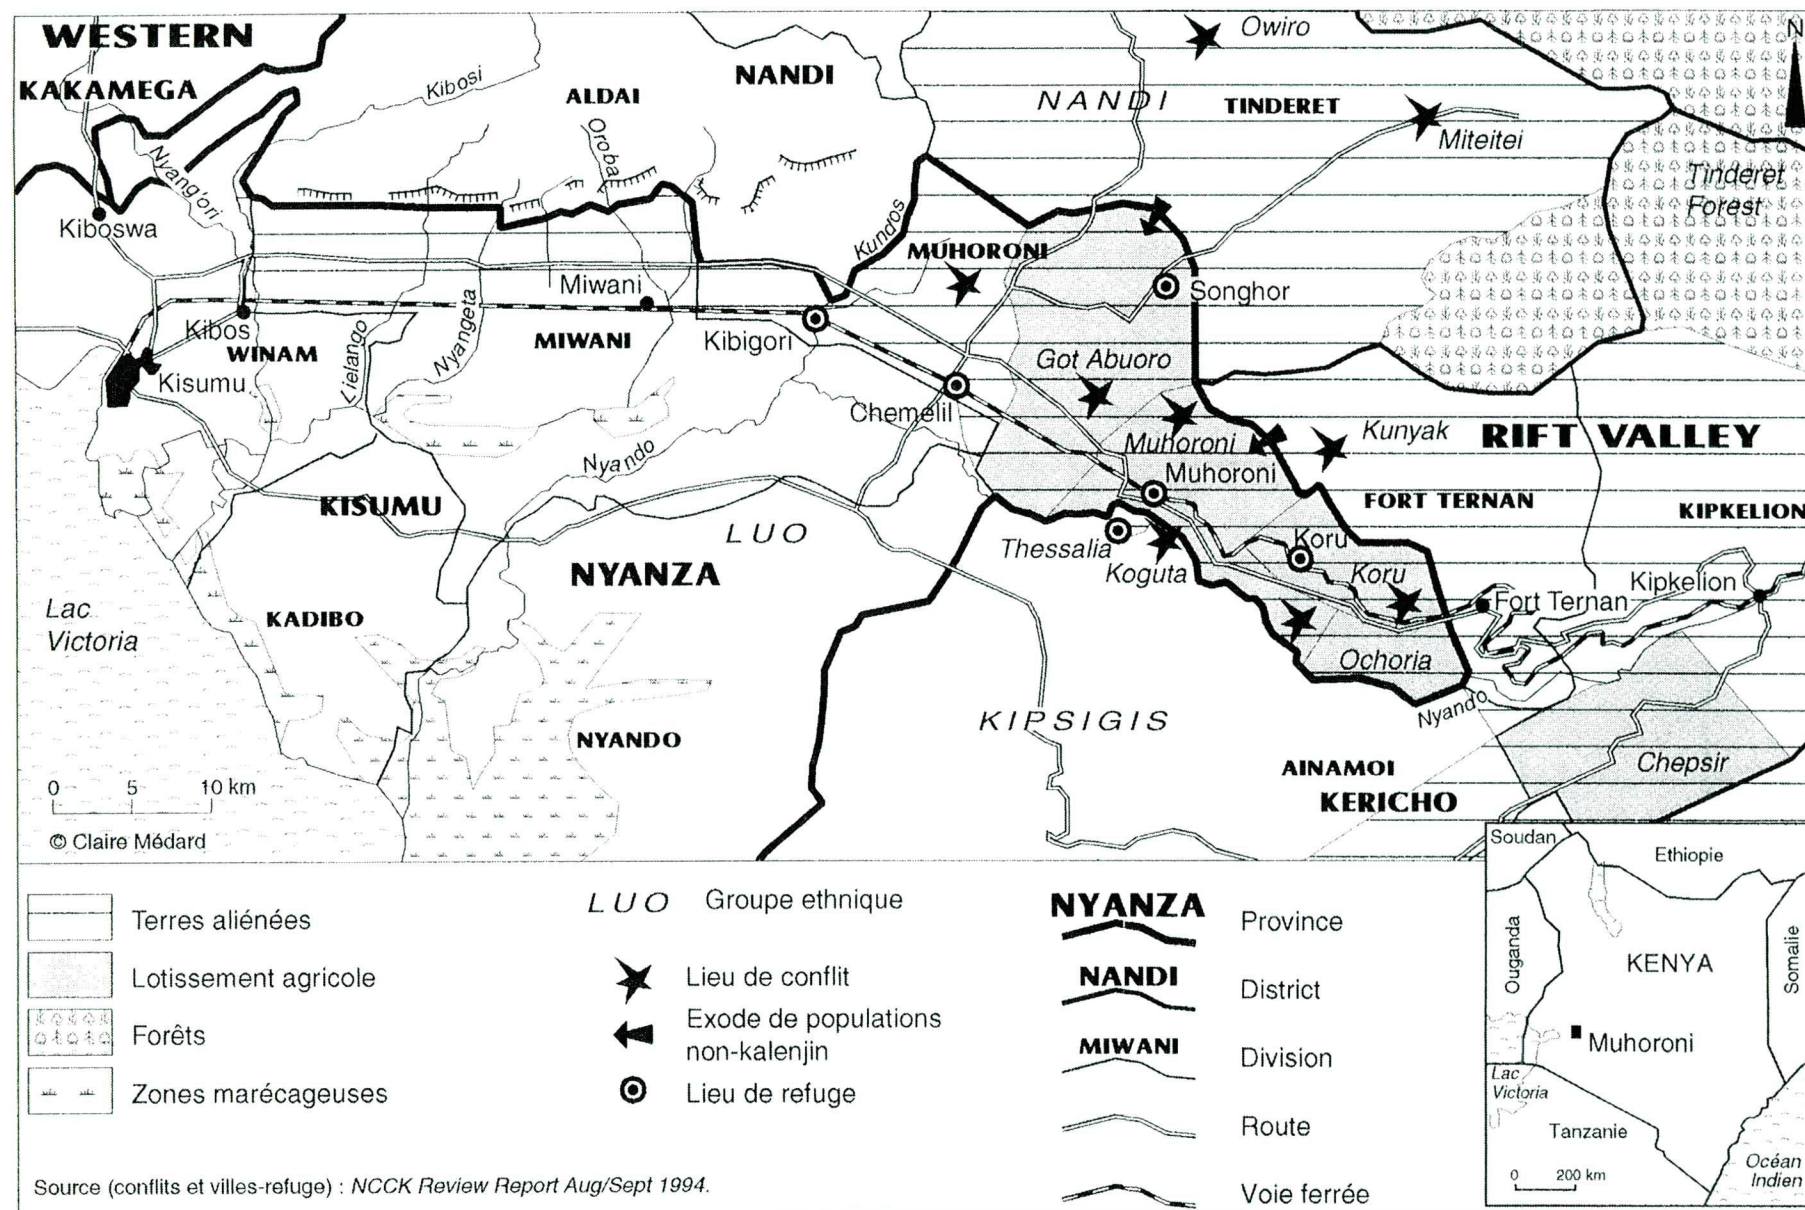 WESTERN
KAKAMEGA
Kibosi
ALDAI
NANDI
Owiro
N
NANDI
TINDERET
Miteitei
Oroba
Nyang'ori
Tinderet
Forest
Kiboswa
Kundos
MUHORONI
Songhor
Miwani
Kibos
WINAM
Lielango
Nyangeta
MIWANI
Kibigori
Kisumu
Got Abuoro
Chemelil
Muhoroni
Kunyak
RIFT VALLEY
Nyando
Muhoroni
KISUMU
FORT TERNAN
KIPKELION
LUO
Thessalia
Koguta
Koru
Koru
NYANZA
Kipkelion
Fort Ternan
Lac
Victoria
KADIBO
Ochoria
Nyando
KIPSIGIS
NYANDO
Chepsir
AINAMOI
KERICHO
0 5 10 km
© Claire Médard
Terres aliénées
Lotissement agricole
Forêts
Zones marécageuses
LUO Groupe ethnique
Lieu de conflit
Exode de populations
non-kalenjin
Lieu de refuge
NYANZA Province
NANDI District
MIWANI Division
Route
Voie ferrée
Soudan
Ethiopie
Ouganda
KENYA
Somalie
Muhoroni
Lac
Victoria
Tanzanie
Océan
Indien
0 200 km
Source (conflits et villes-refuge) : NCCK Review Report Aug/Sept 1994.